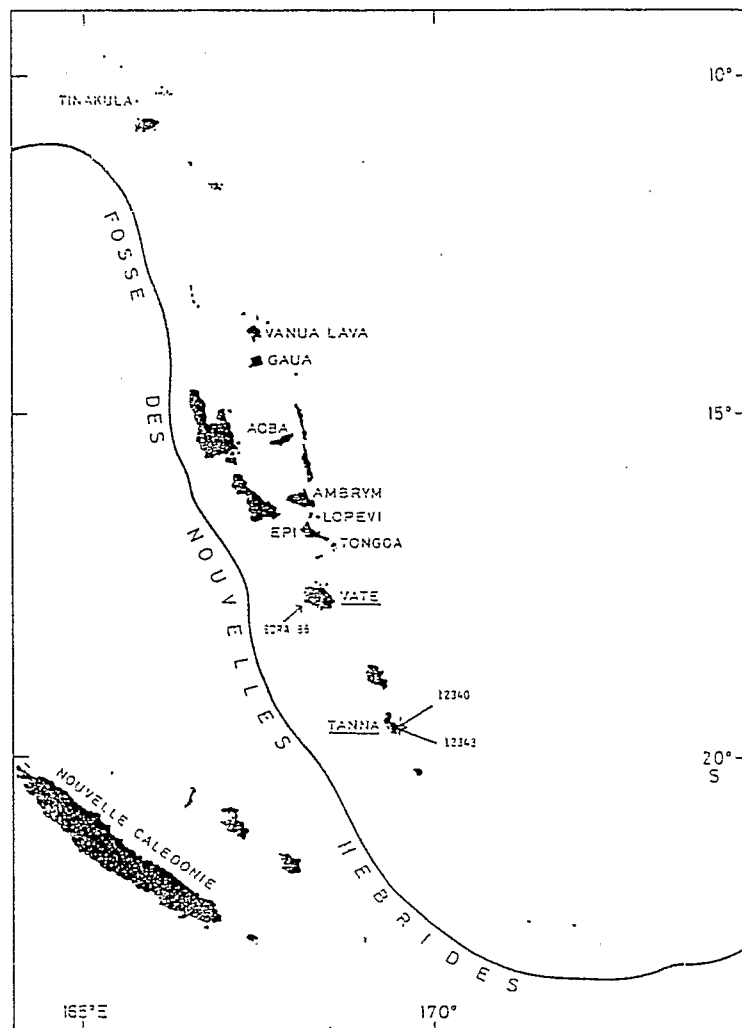 10°
TINAKULA
FOSSE
VANUA LAVA
GAUA
15°
DES
AOBA
AMBRYM
LOPEVI
EPI
TONGOA
NOUVELLES
VATE
12340
TANNA
12343
20°
S
NOUVELLE CALEDONIE
HEBRIDES
165°E
170°